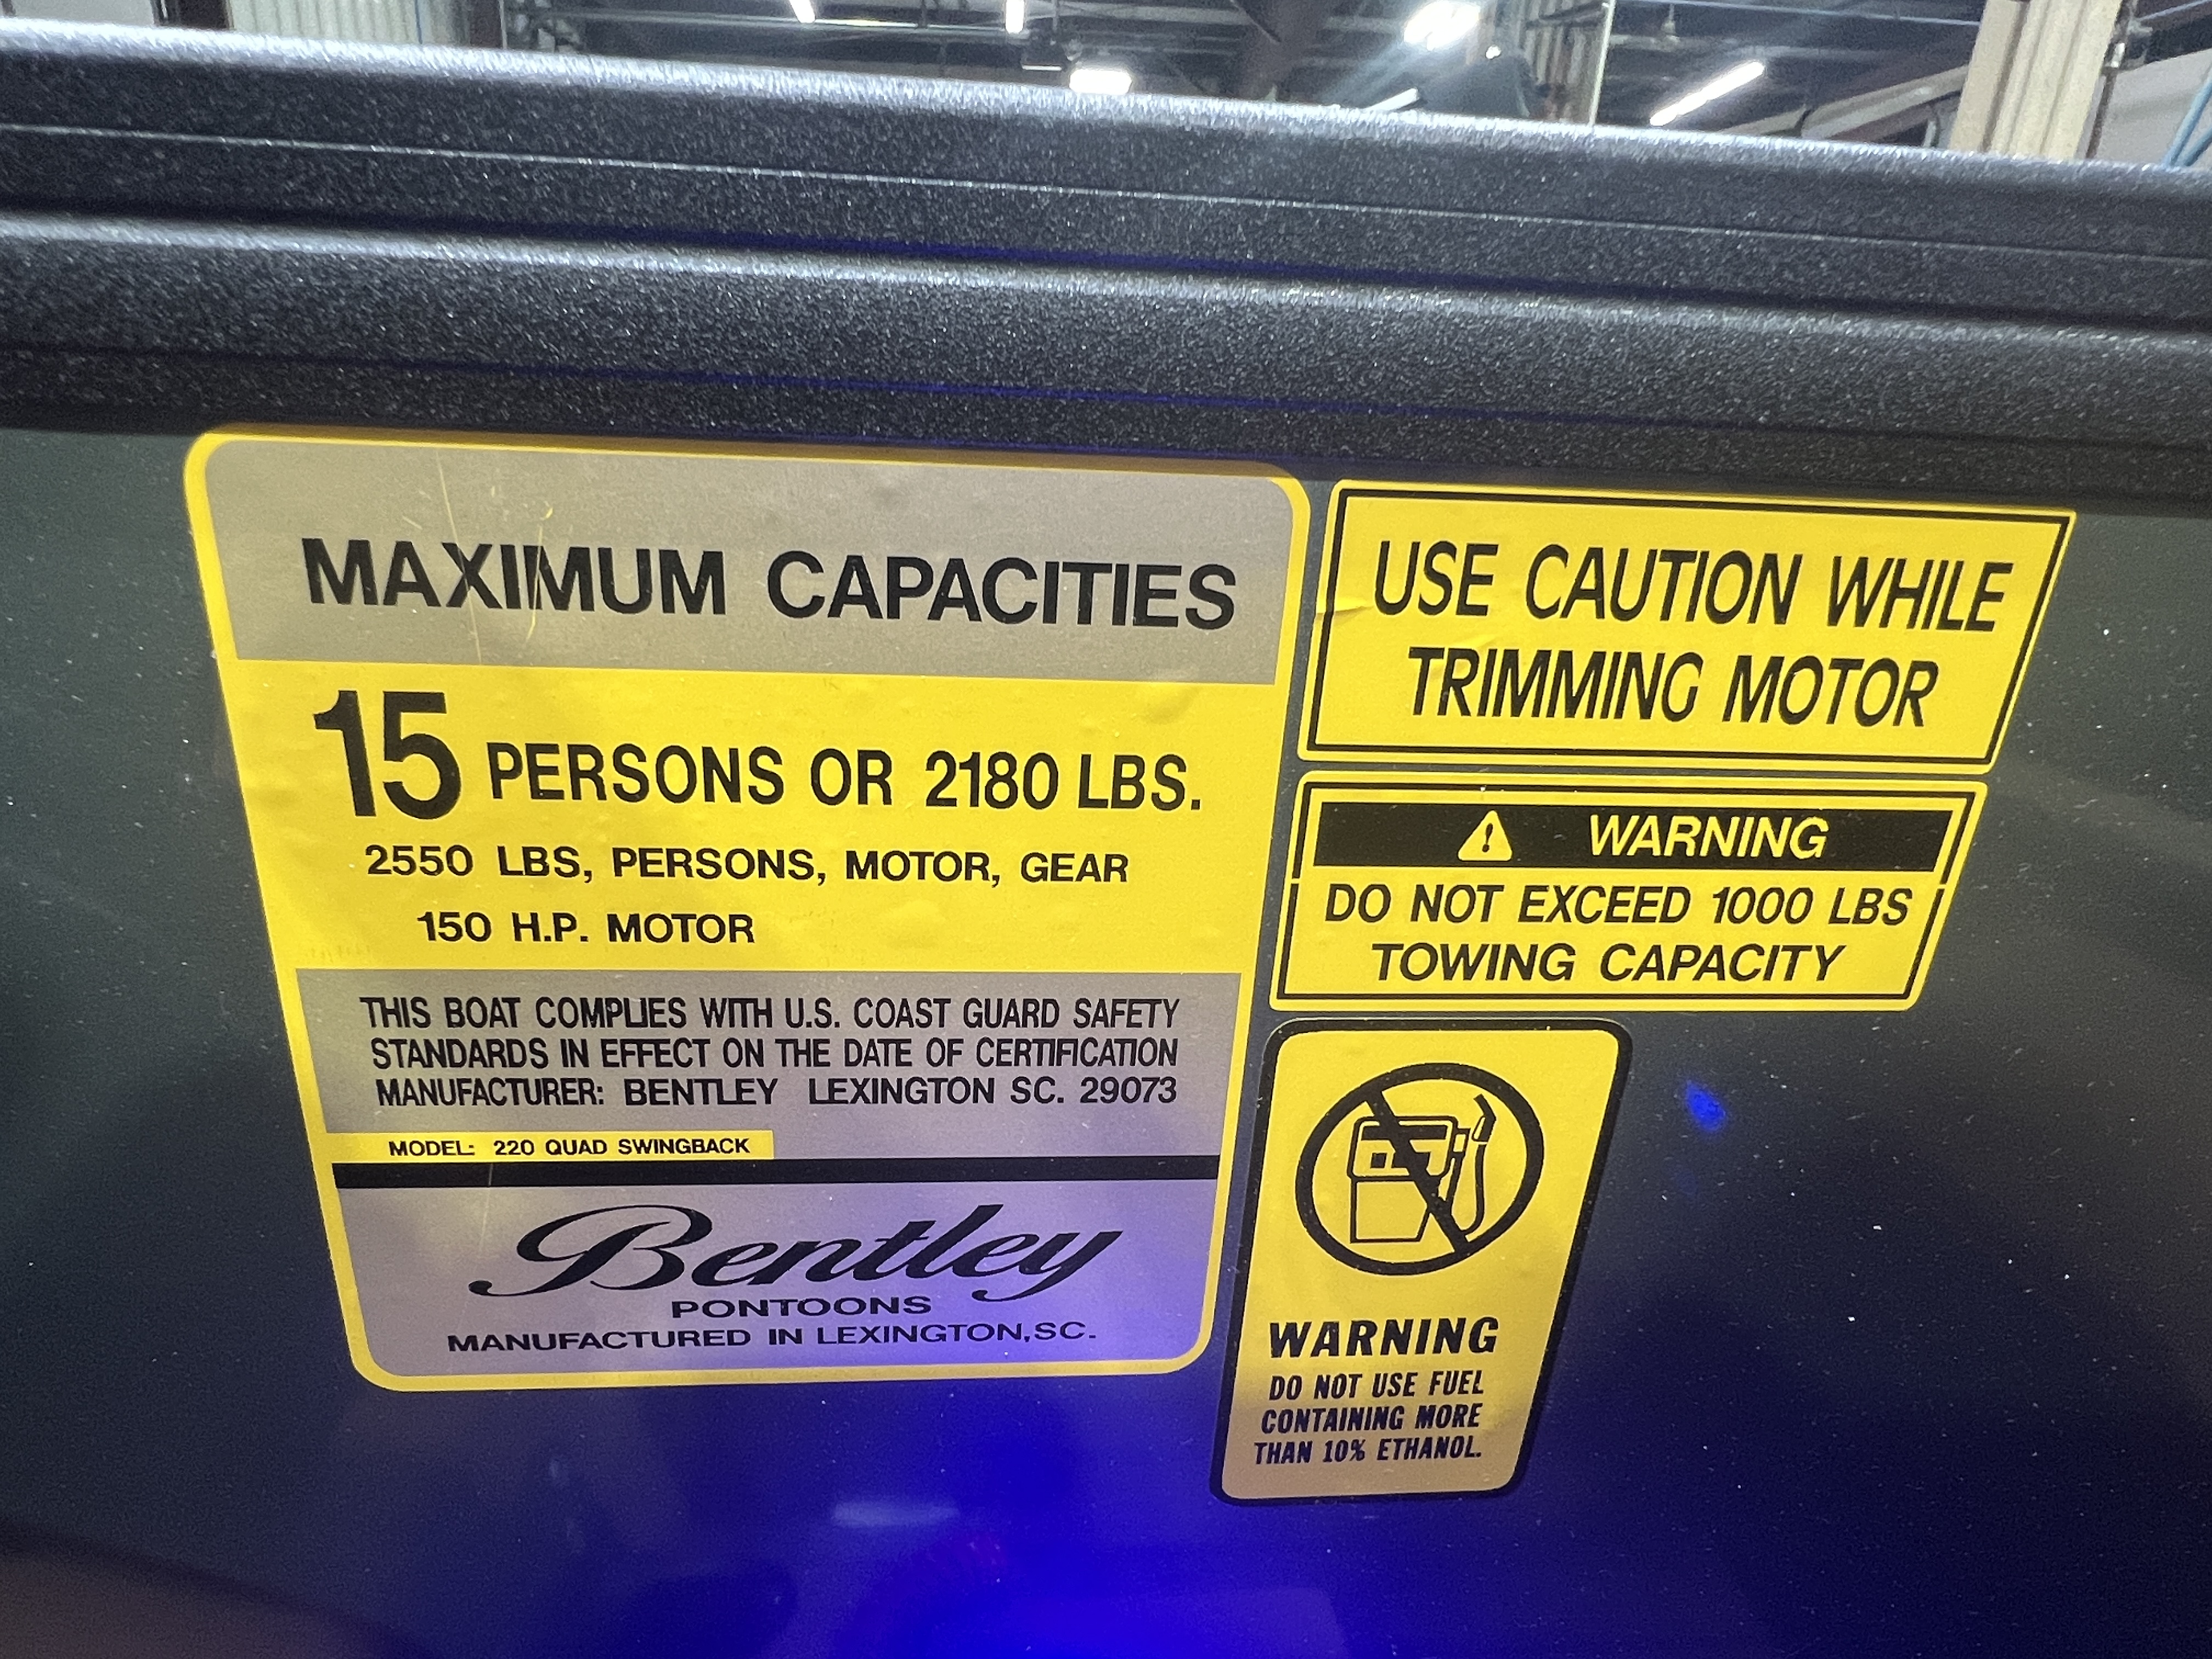 MAXIMUM CAPACITIES
15 PERSONS OR 2180 LBS.
2550 LBS, PERSONS, MOTOR, GEAR
150 H.P. MOTOR
THIS BOAT COMPLIES WITH U.S. COAST GUARD SAFETY
STANDARDS IN EFFECT ON THE DATE OF CERTIFICATION
MANUFACTURER: BENTLEY LEXINGTON SC. 29073
MODEL: 220 QUAD SWINGBACK
Bentley
PONTOONS
MANUFACTURED IN LEXINGTON,SC.
USE CAUTION WHILE
TRIMMING MOTOR
WARNING
DO NOT EXCEED 1000 LBS
TOWING CAPACITY
WARNING
DO NOT USE FUEL
CONTAINING MORE
THAN 10% ETHANOL.